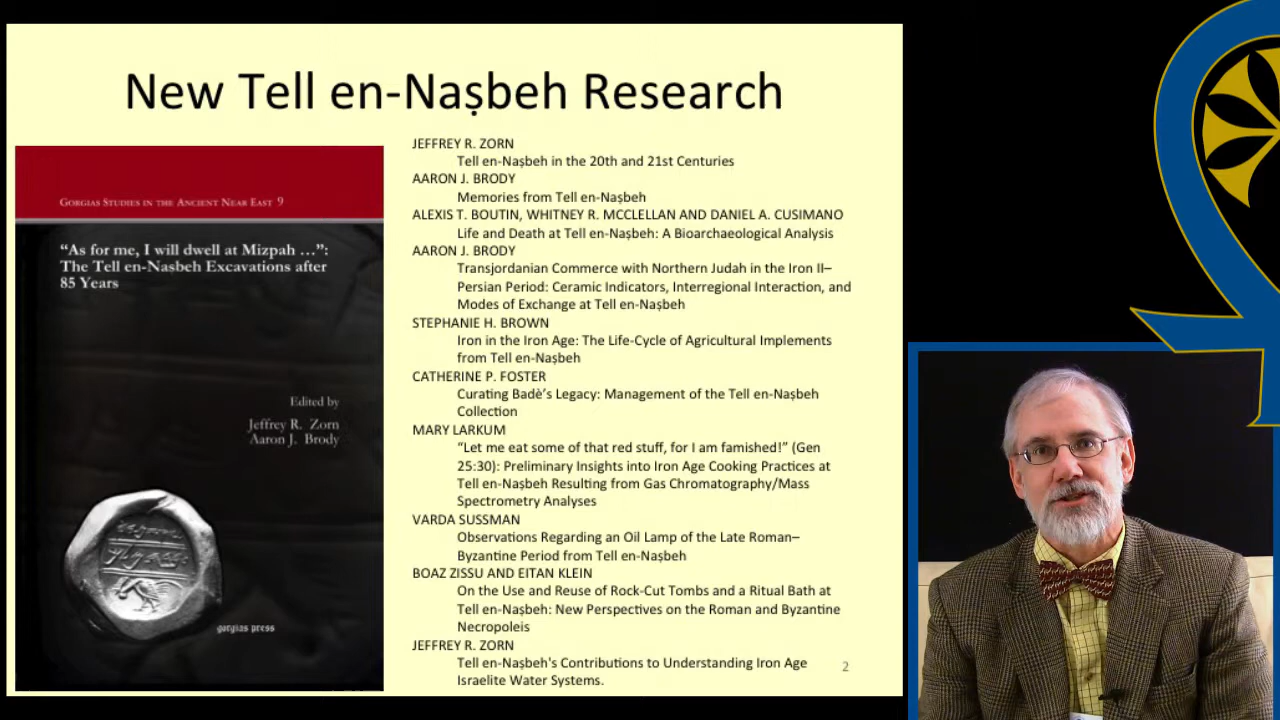 New Tell en-Naṣbeh Research
GORGIAS STUDIES IN THE ANCIENT NEAR EAST 9
“As for me, I will dwell at Mizpah …”:
The Tell en-Nasbeh Excavations after
85 Years
Edited by
Jeffrey R. Zorn
Aaron J. Brody
gorgias press
JEFFREY R. ZORN
Tell en-Naṣbeh in the 20th and 21st Centuries
AARON J. BRODY
Memories from Tell en-Naṣbeh
ALEXIS T. BOUTIN, WHITNEY R. MCCLELLAN AND DANIEL A. CUSIMANO
Life and Death at Tell en-Naṣbeh: A Bioarchaeological Analysis
AARON J. BRODY
Transjordanian Commerce with Northern Judah in the Iron II–
Persian Period: Ceramic Indicators, Interregional Interaction, and
Modes of Exchange at Tell en-Naṣbeh
STEPHANIE H. BROWN
Iron in the Iron Age: The Life-Cycle of Agricultural Implements
from Tell en-Naṣbeh
CATHERINE P. FOSTER
Curating Badè’s Legacy: Management of the Tell en-Naṣbeh
Collection
MARY LARKUM
“Let me eat some of that red stuff, for I am famished!” (Gen
25:30): Preliminary Insights into Iron Age Cooking Practices at
Tell en-Naṣbeh Resulting from Gas Chromatography/Mass
Spectrometry Analyses
VARDA SUSSMAN
Observations Regarding an Oil Lamp of the Late Roman–
Byzantine Period from Tell en-Naṣbeh
BOAZ ZISSU AND EITAN KLEIN
On the Use and Reuse of Rock-Cut Tombs and a Ritual Bath at
Tell en-Naṣbeh: New Perspectives on the Roman and Byzantine
Necropoleis
JEFFREY R. ZORN
Tell en-Naṣbeh's Contributions to Understanding Iron Age
Israelite Water Systems.
2